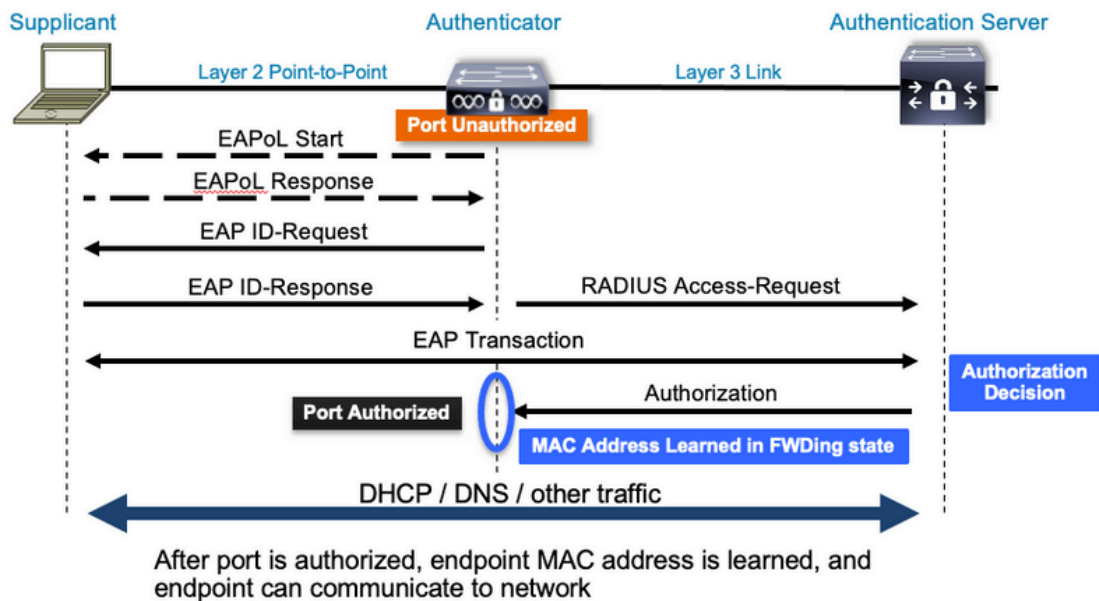 Supplicant
Authenticator
Authentication Server
Layer 2 Point-to-Point
Layer 3 Link
Port Unauthorized
EAPoL Start
EAPoL Response
EAP ID-Request
EAP ID-Response
RADIUS Access-Request
EAP Transaction
Authorization
Decision
Authorization
Port Authorized
MAC Address Learned in FWDing state
DHCP / DNS / other traffic
After port is authorized, endpoint MAC address is learned, and
endpoint can communicate to network